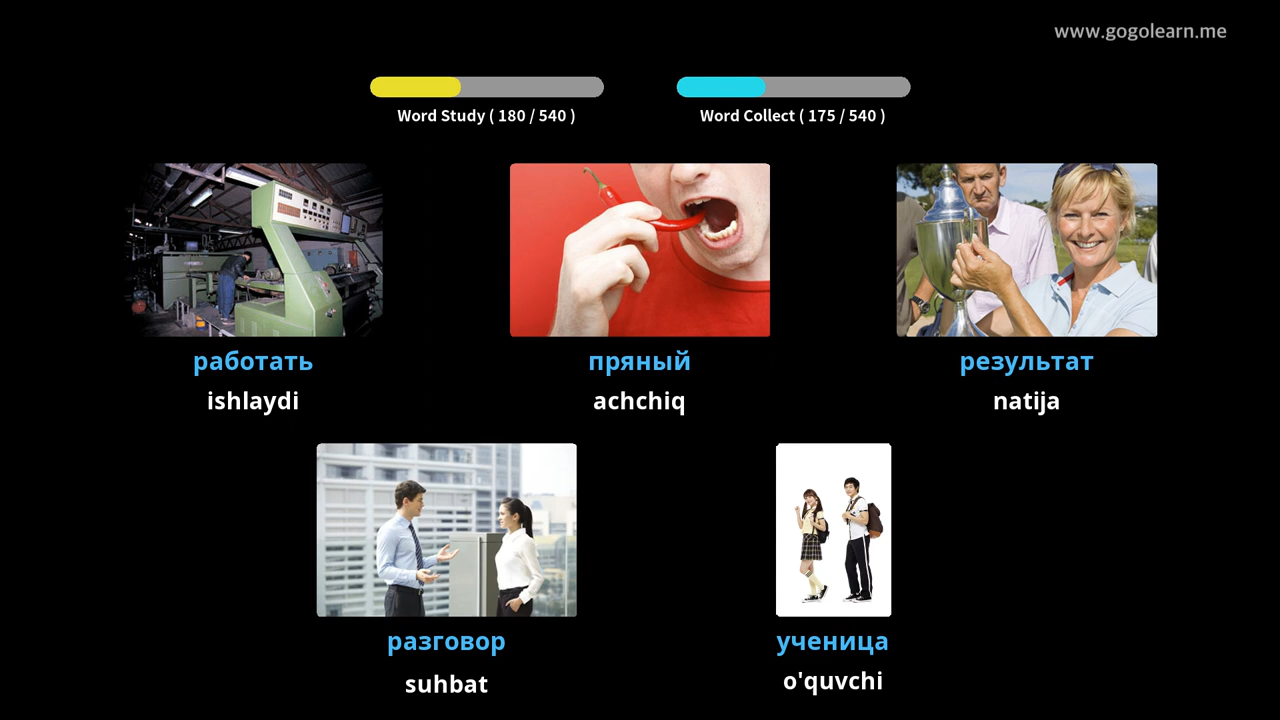 www.gogolearn.me
Word Study ( 180 / 540 )
Word Collect ( 175 / 540 )
работать
ishlaydi
пряный
achchiq
результат
natija
разговор
suhbat
ученица
o'quvchi